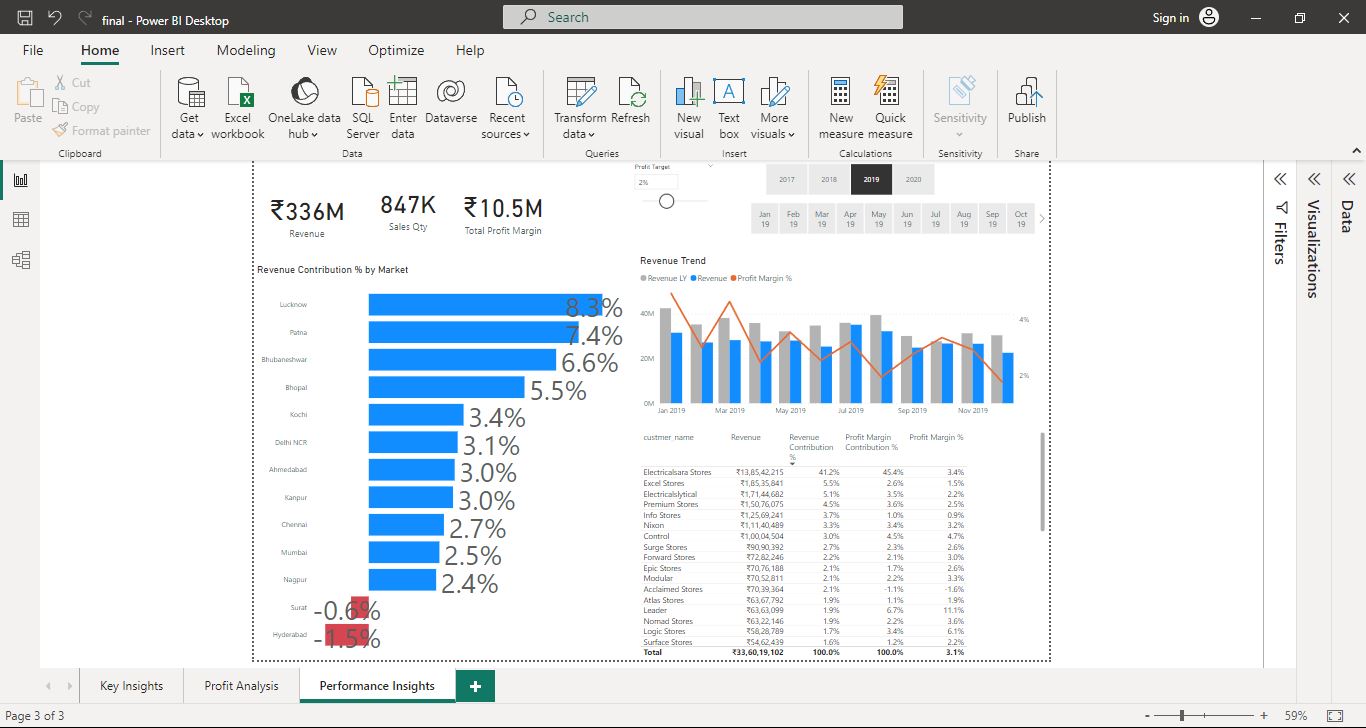 final - Power BI Desktop
Search
Sign in
File Home Insert Modeling View Optimize Help
Paste
Cut
Copy
Format painter
Clipboard
Get data
Excel workbook
OneLake data hub
SQL Server
Enter data
Dataverse
Recent sources
Data
Transform data
Refresh
Queries
New visual
Text box
More visuals
Insert
New measure
Quick measure
Calculations
Sensitivity
Sensitivity
Publish
Share
₹336M
Revenue
847K
Sales Qty
₹10.5M
Total Profit Margin
Profit Target
2%
2017 2018 2019 2020
Jan 19 Feb 19 Mar 19 Apr 19 May 19 Jun 19 Jul 19 Aug 19 Sep 19 Oct 19
Revenue Contribution % by Market
Lucknow 8.3%
Patna 7.4%
Bhubaneshwar 6.6%
Bhopal 5.5%
Kochi 3.4%
Delhi NCR 3.1%
Ahmedabad 3.0%
Kanpur 3.0%
Chennai 2.7%
Mumbai 2.5%
Nagpur 2.4%
Surat -0.6%
Hyderabad -1.5%
Revenue Trend
Revenue LY Revenue Profit Margin %
40M
20M
0M
4%
2%
Jan 2019 Mar 2019 May 2019 Jul 2019 Sep 2019 Nov 2019
custmer_name Revenue Revenue Contribution % Profit Margin Contribution % Profit Margin %
Electricalsara Stores ₹13,85,42,215 41.2% 45.4% 3.4%
Excel Stores ₹1,85,35,841 5.5% 2.6% 1.5%
Electricalslytical ₹1,71,44,682 5.1% 3.5% 2.2%
Premium Stores ₹1,50,76,075 4.5% 3.6% 2.5%
Info Stores ₹1,25,69,241 3.7% 1.0% 0.9%
Nixon ₹1,11,40,489 3.3% 3.4% 3.2%
Control ₹1,00,04,504 3.0% 4.5% 4.7%
Surge Stores ₹90,90,392 2.7% 2.3% 2.6%
Forward Stores ₹72,82,246 2.2% 2.1% 3.0%
Epic Stores ₹70,76,188 2.1% 1.7% 2.6%
Modular ₹70,52,811 2.1% 2.2% 3.3%
Acclaimed Stores ₹70,39,364 2.1% -1.1% -1.6%
Atlas Stores ₹63,67,792 1.9% 1.1% 1.9%
Leader ₹63,63,099 1.9% 6.7% 11.1%
Nomad Stores ₹63,22,146 1.9% 2.2% 3.6%
Logic Stores ₹58,28,789 1.7% 3.4% 6.1%
Surface Stores ₹54,62,439 1.6% 1.2% 2.2%
Total ₹33,60,19,102 100.0% 100.0% 3.1%
Filters
Visualizations
Data
Key Insights Profit Analysis Performance Insights
Page 3 of 3
59%